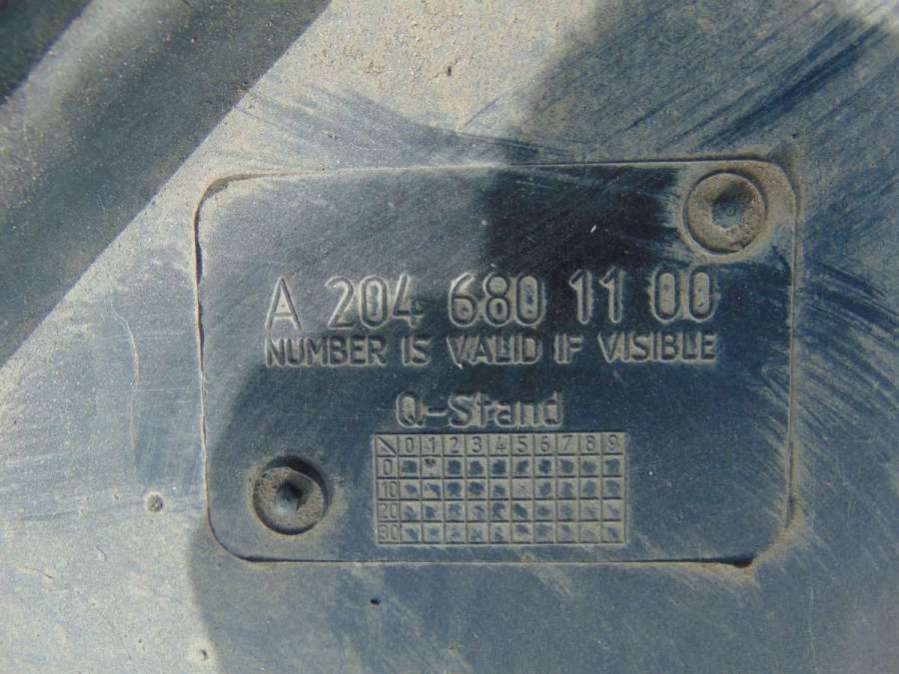 A 204 680 11 00
NUMBER IS VALID IF VISIBLE
Q-Stand
0 1 2 3 4 5 6 7 8 9
0
10
20
30